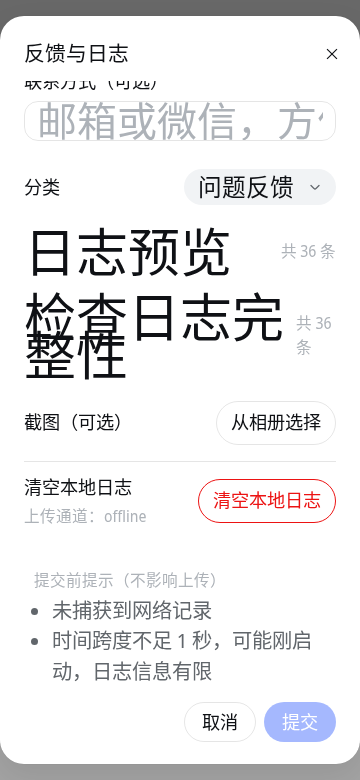 反馈与日志
联系方式（可选）
邮箱或微信，方
分类
问题反馈
日志预览
共 36 条
检查日志完
整性
共 36
条
截图（可选）
从相册选择
清空本地日志
上传通道：offline
清空本地日志
提交前提示（不影响上传）
未捕获到网络记录
时间跨度不足 1 秒，可能刚启
动，日志信息有限
取消
提交